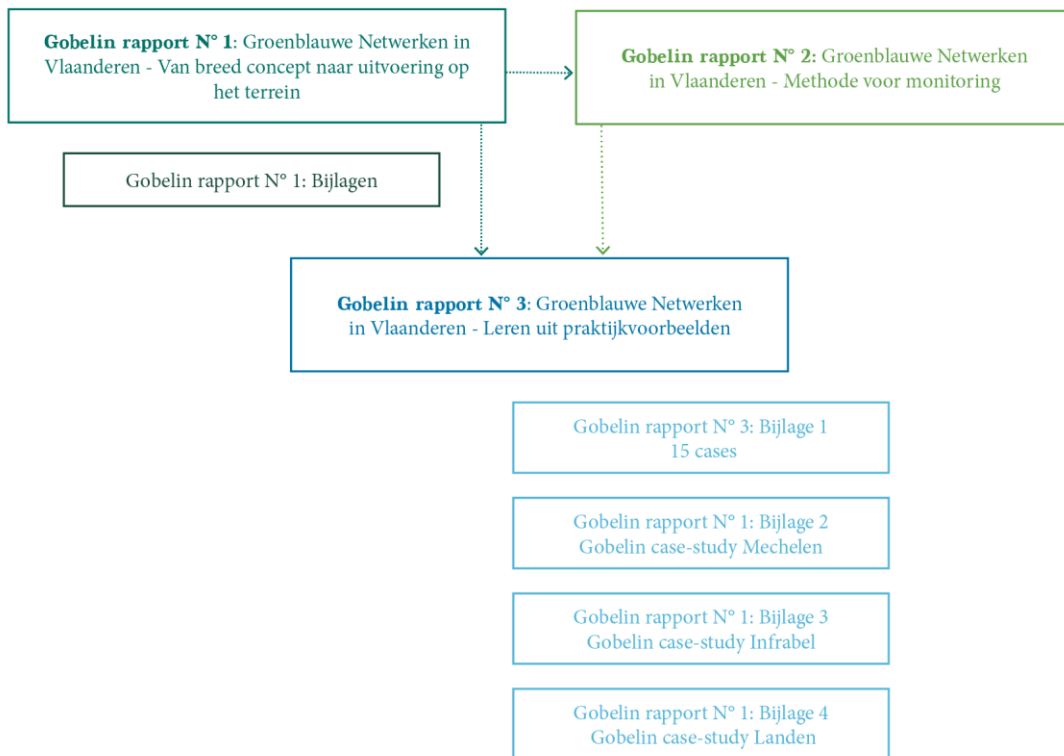 Gobelin rapport N° 1: Groenblauwe Netwerken in
Vlaanderen - Van breed concept naar uitvoering op
het terrein
Gobelin rapport N° 2: Groenblauwe Netwerken
in Vlaanderen - Methode voor monitoring
Gobelin rapport N° 1: Bijlagen
Gobelin rapport N° 3: Groenblauwe Netwerken
in Vlaanderen - Leren uit praktijkvoorbeelden
Gobelin rapport N° 3: Bijlage 1
15 cases
Gobelin rapport N° 1: Bijlage 2
Gobelin case-study Mechelen
Gobelin rapport N° 1: Bijlage 3
Gobelin case-study Infrabel
Gobelin rapport N° 1: Bijlage 4
Gobelin case-study Landen